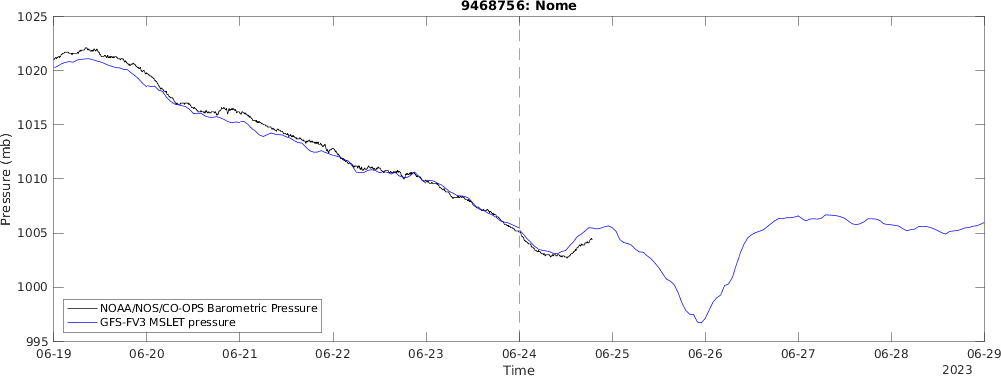 9468756: Nome
1025
1020
1015
1010
1005
1000
995
Pressure (mb)
NOAA/NOS/CO-OPS Barometric Pressure
GFS-FV3 MSLET pressure
06-19 06-20 06-21 06-22 06-23 06-24 06-25 06-26 06-27 06-28 06-29
Time
2023